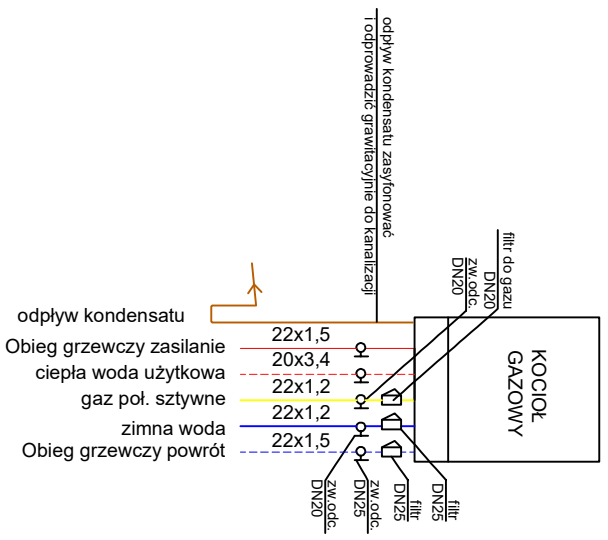 odpływ kondensatu zasyfonować
i odprowadzić grawitacyjnie do kanalizacji
filtr do gazu
DN20
zw.odc.
DN20
KOCIOŁ
GAZOWY
odpływ kondensatu
22x1,5
Obieg grzewczy zasilanie
20x3,4
ciepła woda użytkowa
22x1,2
gaz poł. sztywne
22x1,2
zimna woda
22x1,5
Obieg grzewczy powrót
zw.odc.
DN20
zw.odc.
DN25
filtr
DN25
filtr
DN25